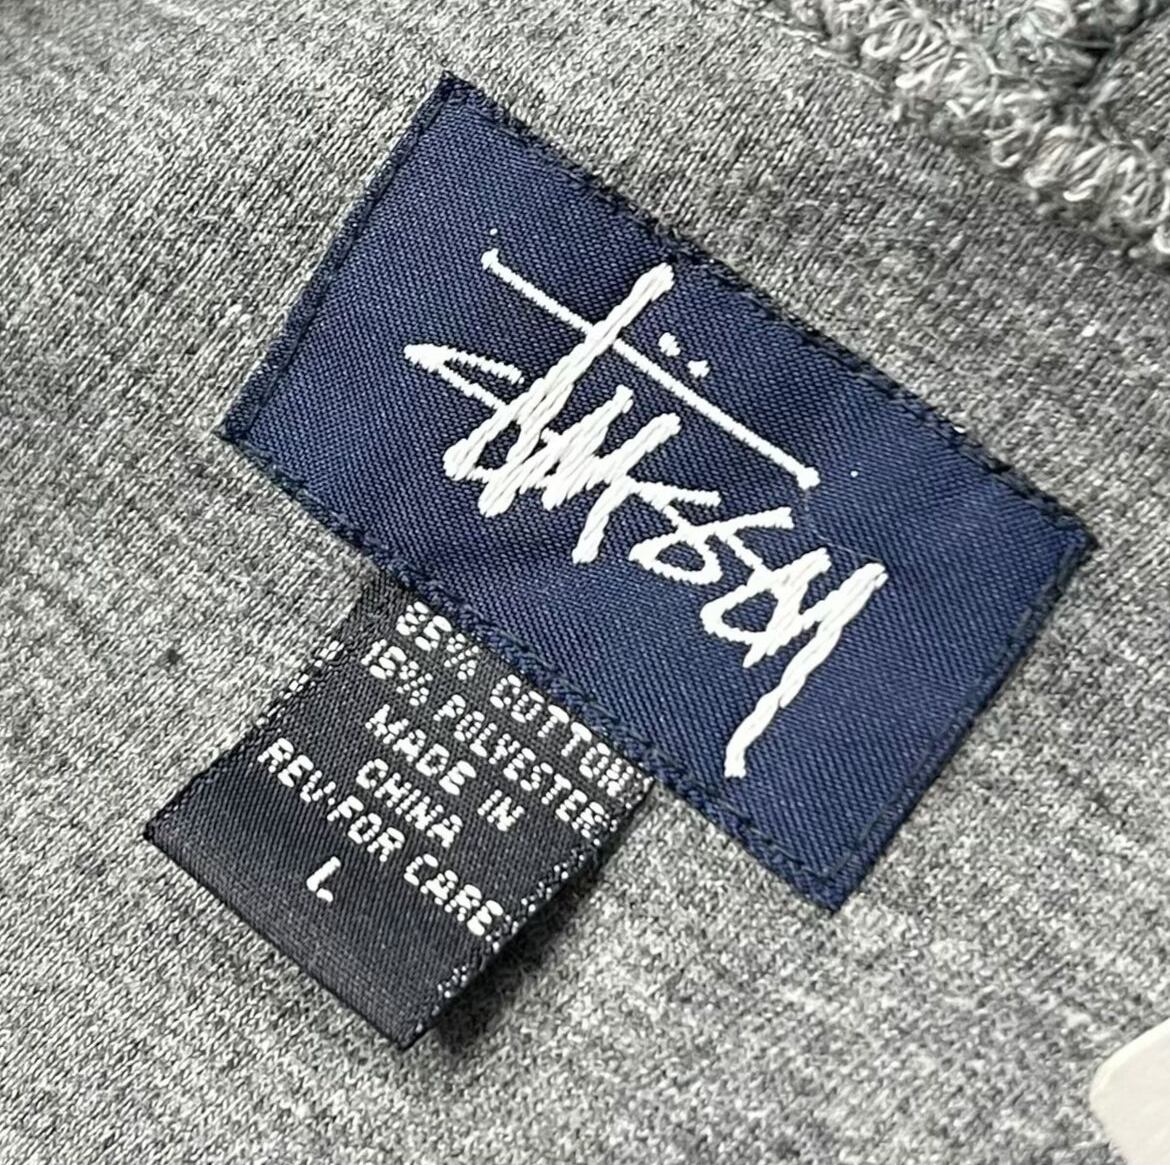 Stüssy
85% COTTON
15% POLYESTER
MADE IN
CHINA
REV·FOR CARE
L